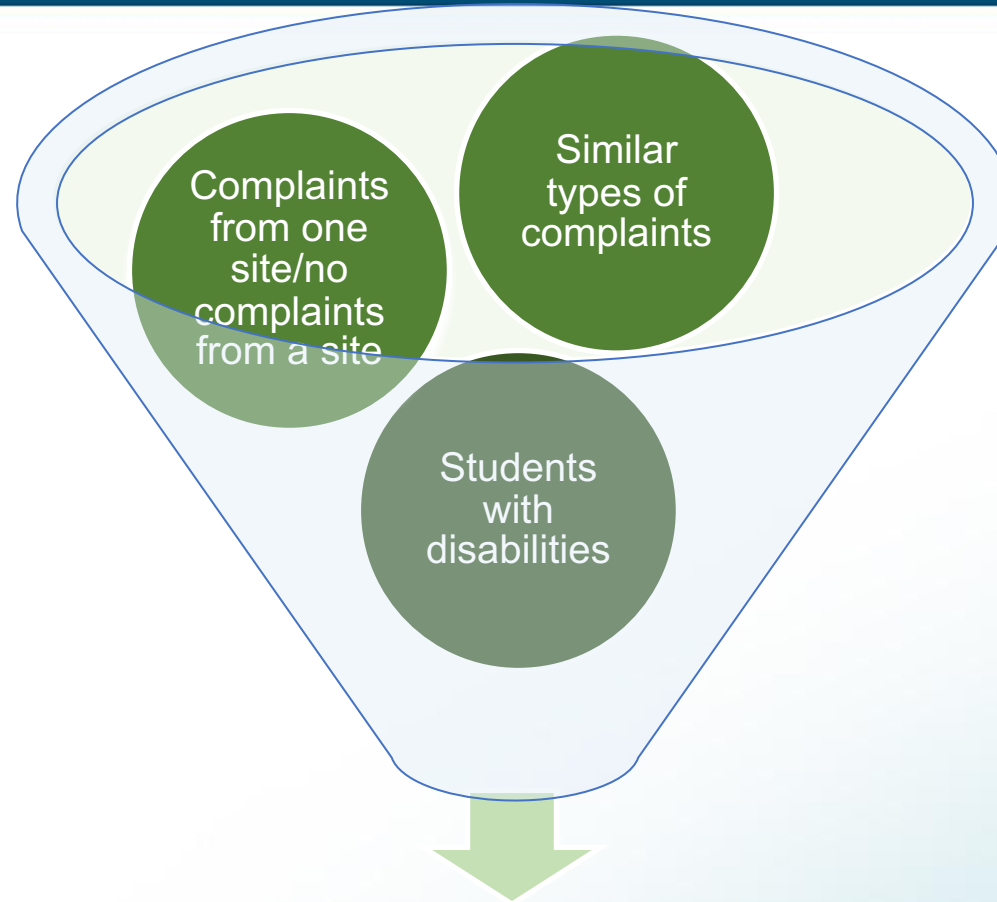 Complaints
from one
site/no
complaints
from a site
Similar
types of
complaints
Students
with
disabilities